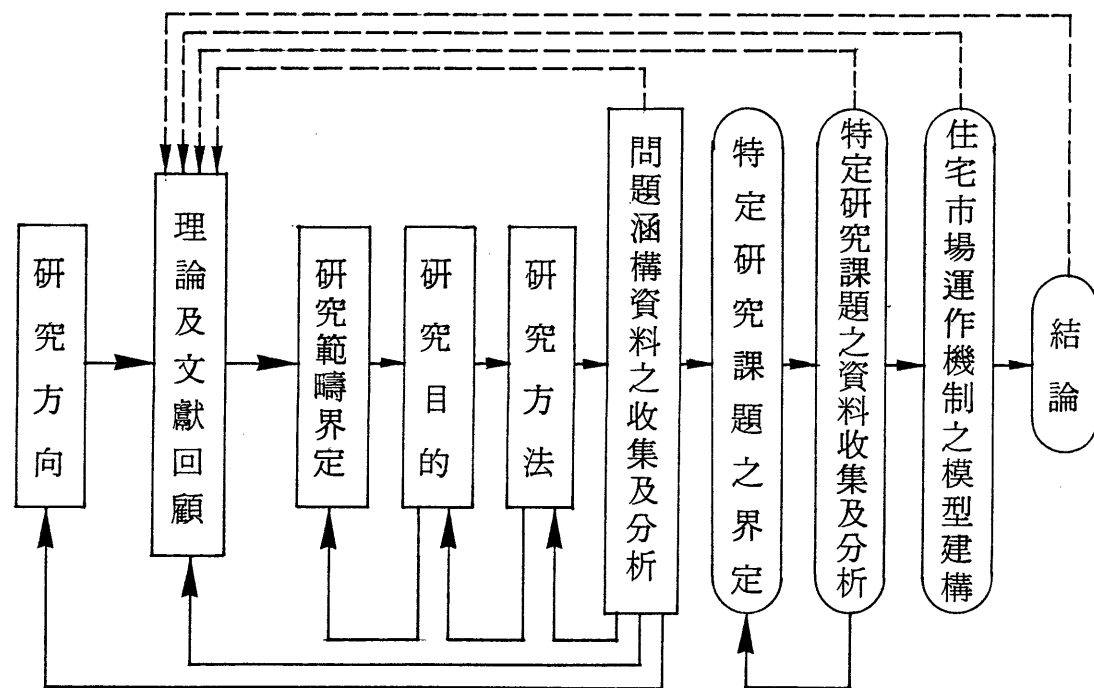 研究方向
理論及文獻回顧
研究範疇界定
研究目的
研究方法
問題涵構資料之收集及分析
特定研究課題之界定
特定研究課題之資料收集及分析
住宅市場運作機制之模型建構
結論